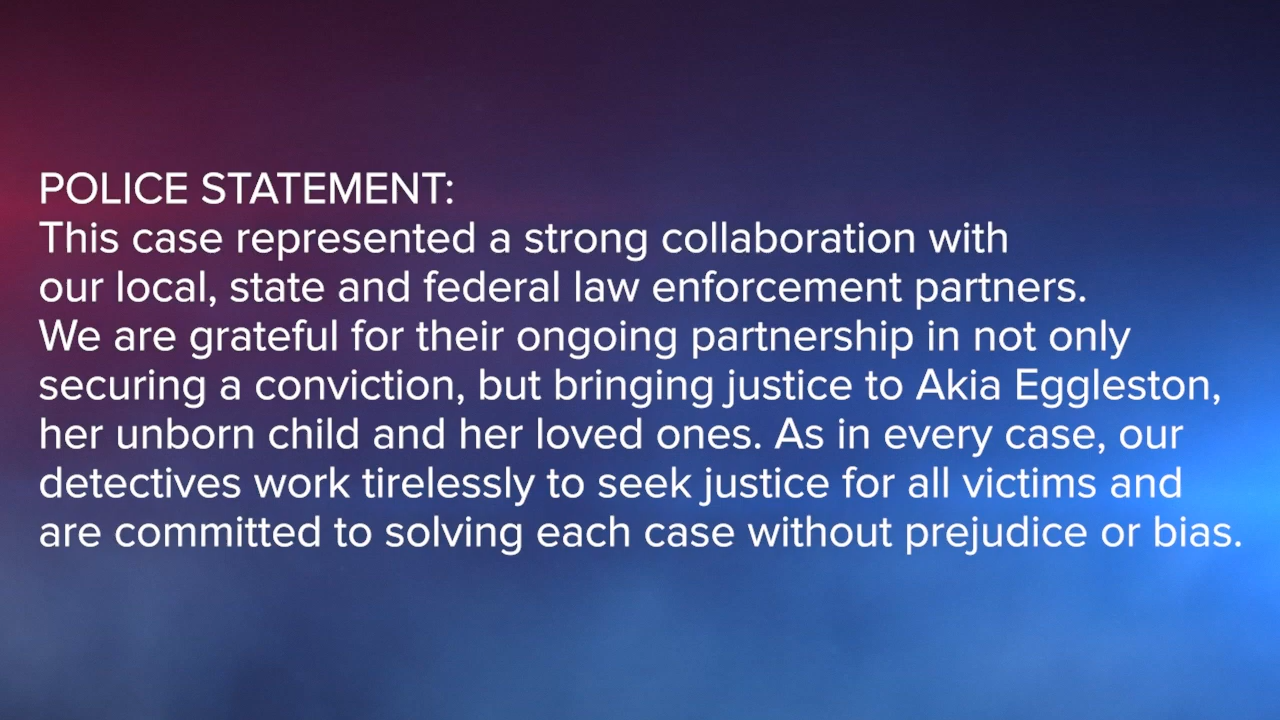 POLICE STATEMENT:
This case represented a strong collaboration with
our local, state and federal law enforcement partners.
We are grateful for their ongoing partnership in not only
securing a conviction, but bringing justice to Akia Eggleston,
her unborn child and her loved ones. As in every case, our
detectives work tirelessly to seek justice for all victims and
are committed to solving each case without prejudice or bias.